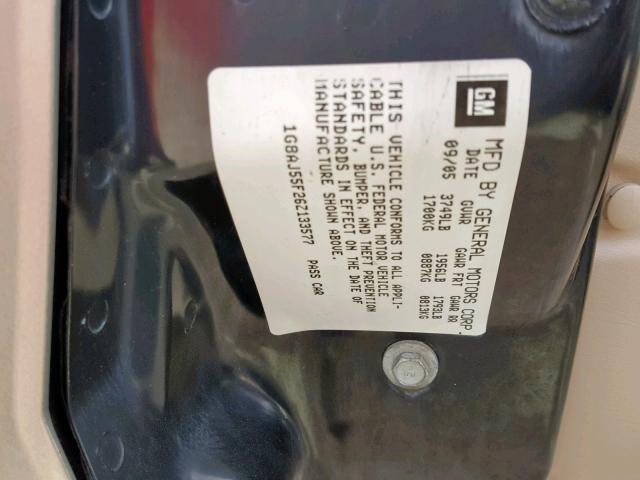 GM
MFD BY GENERAL MOTORS CORP.
DATE GVWR GAWR FRT GAWR RR
09/05 3749LB 1956LB 1793LB
1700KG 0887KG 0813KG
THIS VEHICLE CONFORMS TO ALL APPLI-
CABLE U.S. FEDERAL MOTOR VEHICLE
SAFETY, BUMPER, AND THEFT PREVENTION
STANDARDS IN EFFECT ON THE DATE OF
MANUFACTURE SHOWN ABOVE.
1G8AJ55F26Z133577 PASS CAR